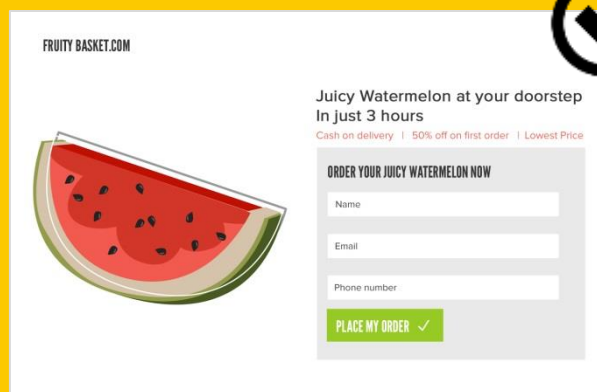 FRUITY BASKET.COM
Juicy Watermelon at your doorstep
In just 3 hours
Cash on delivery | 50% off on first order | Lowest Price
ORDER YOUR JUICY WATERMELON NOW
Name
Email
Phone number
PLACE MY ORDER